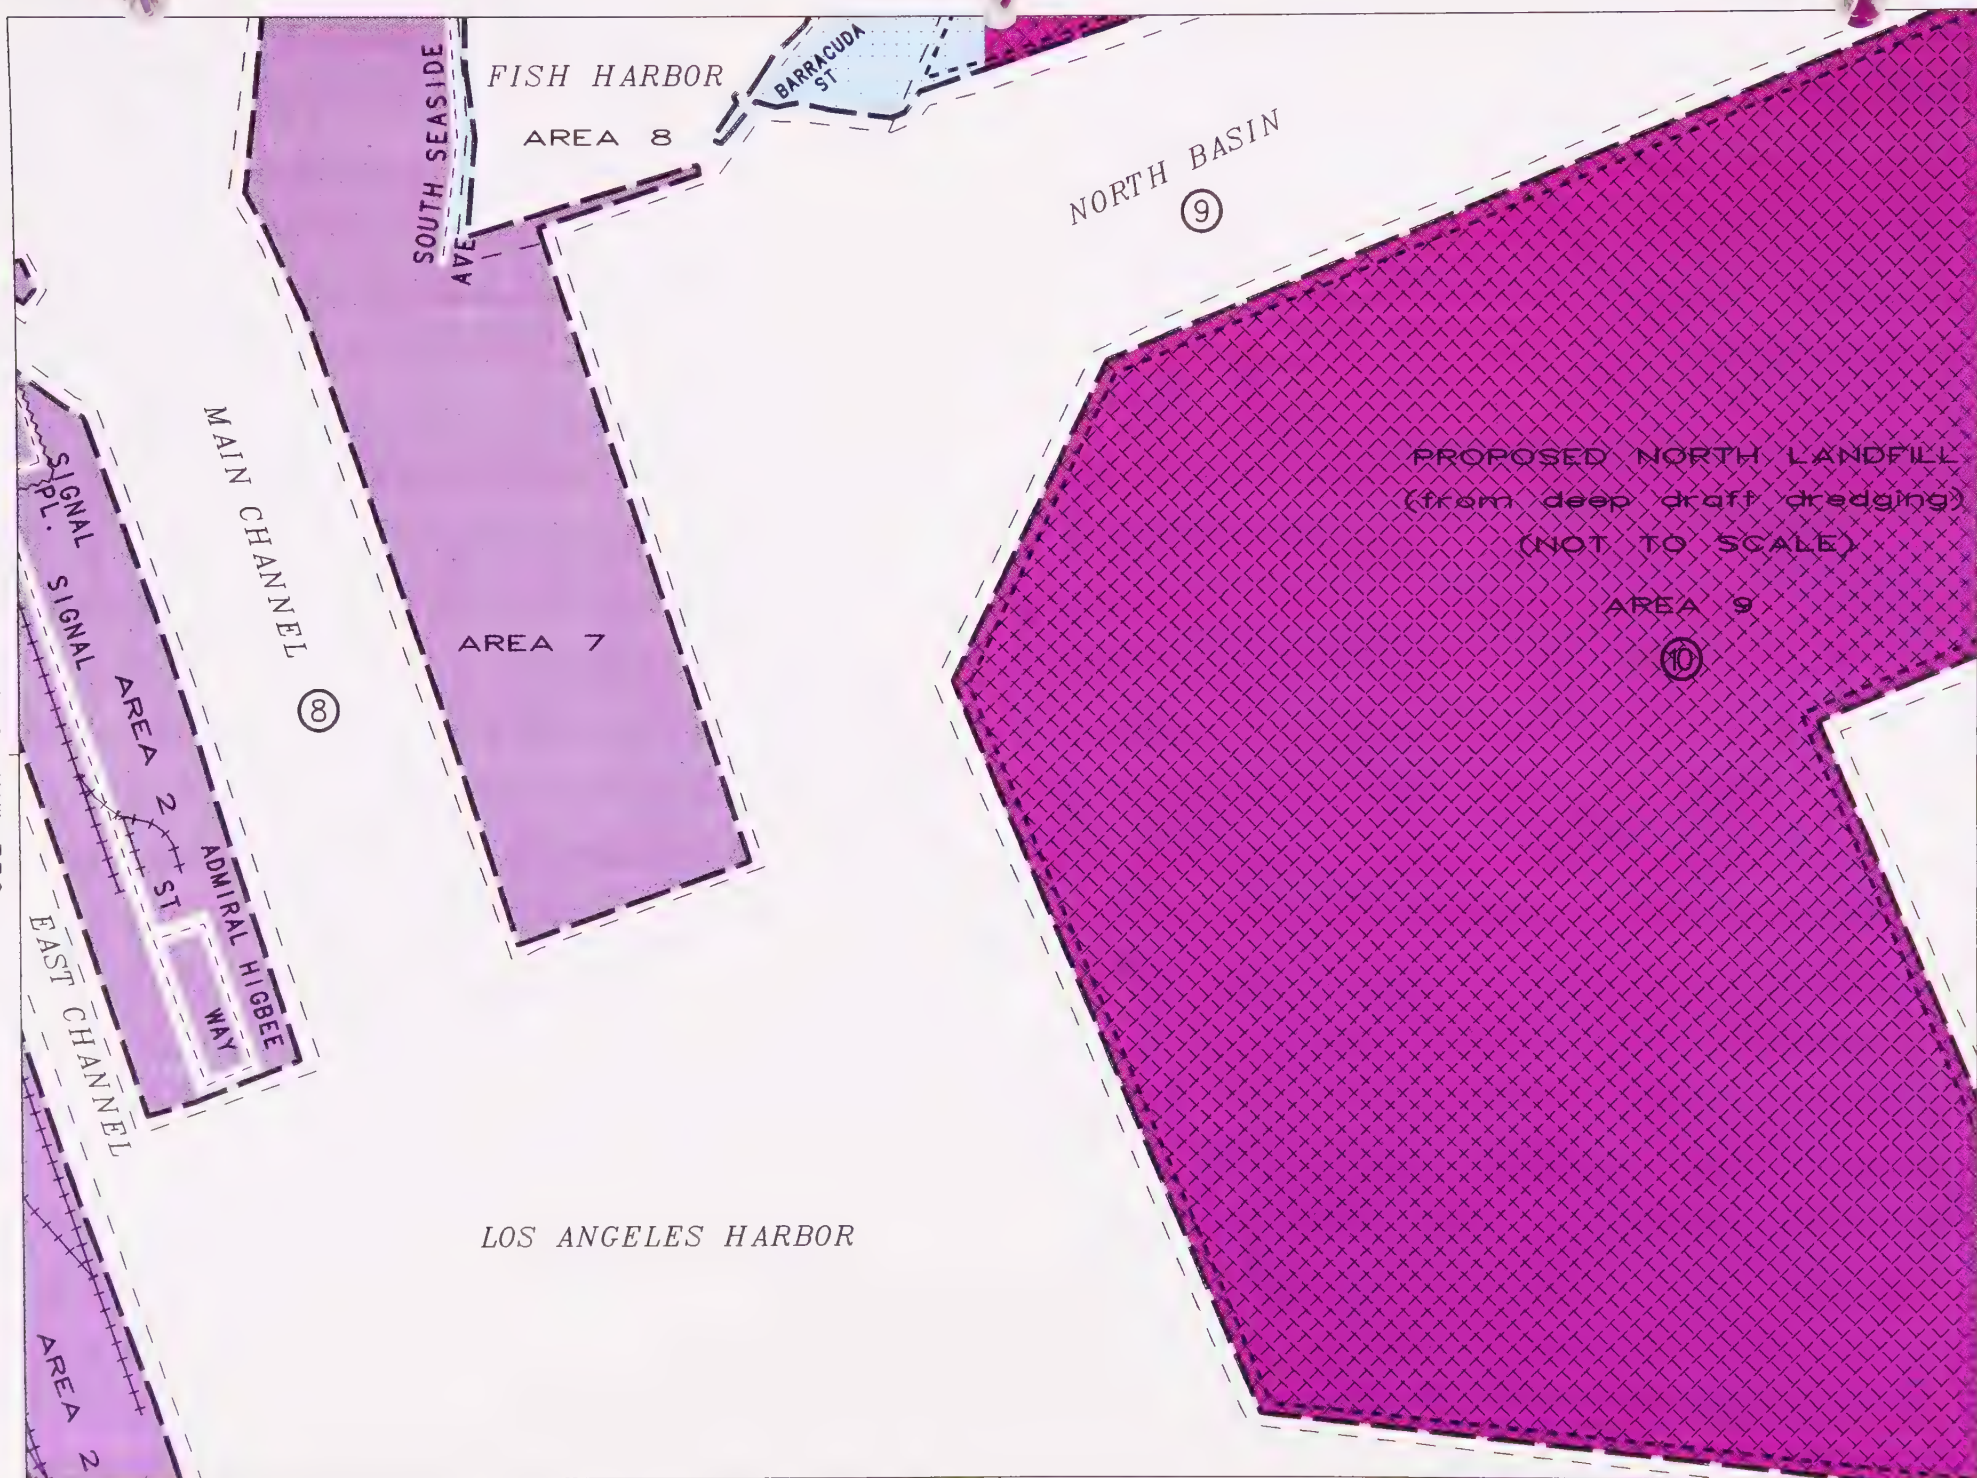 SOUTH SEASIDE
AVE
FISH HARBOR
AREA 8
BARRACUDA
ST
NORTH BASIN
9
MAIN CHANNEL
8
SIGNAL
PL.
SIGNAL
ST
AREA 2
ADMIRAL HIGBEE
WAY
EAST CHANNEL
AREA 7
PROPOSED NORTH LANDFILL
(from deep draft dredging)
(NOT TO SCALE)
AREA 9
10
LOS ANGELES HARBOR
AREA 2